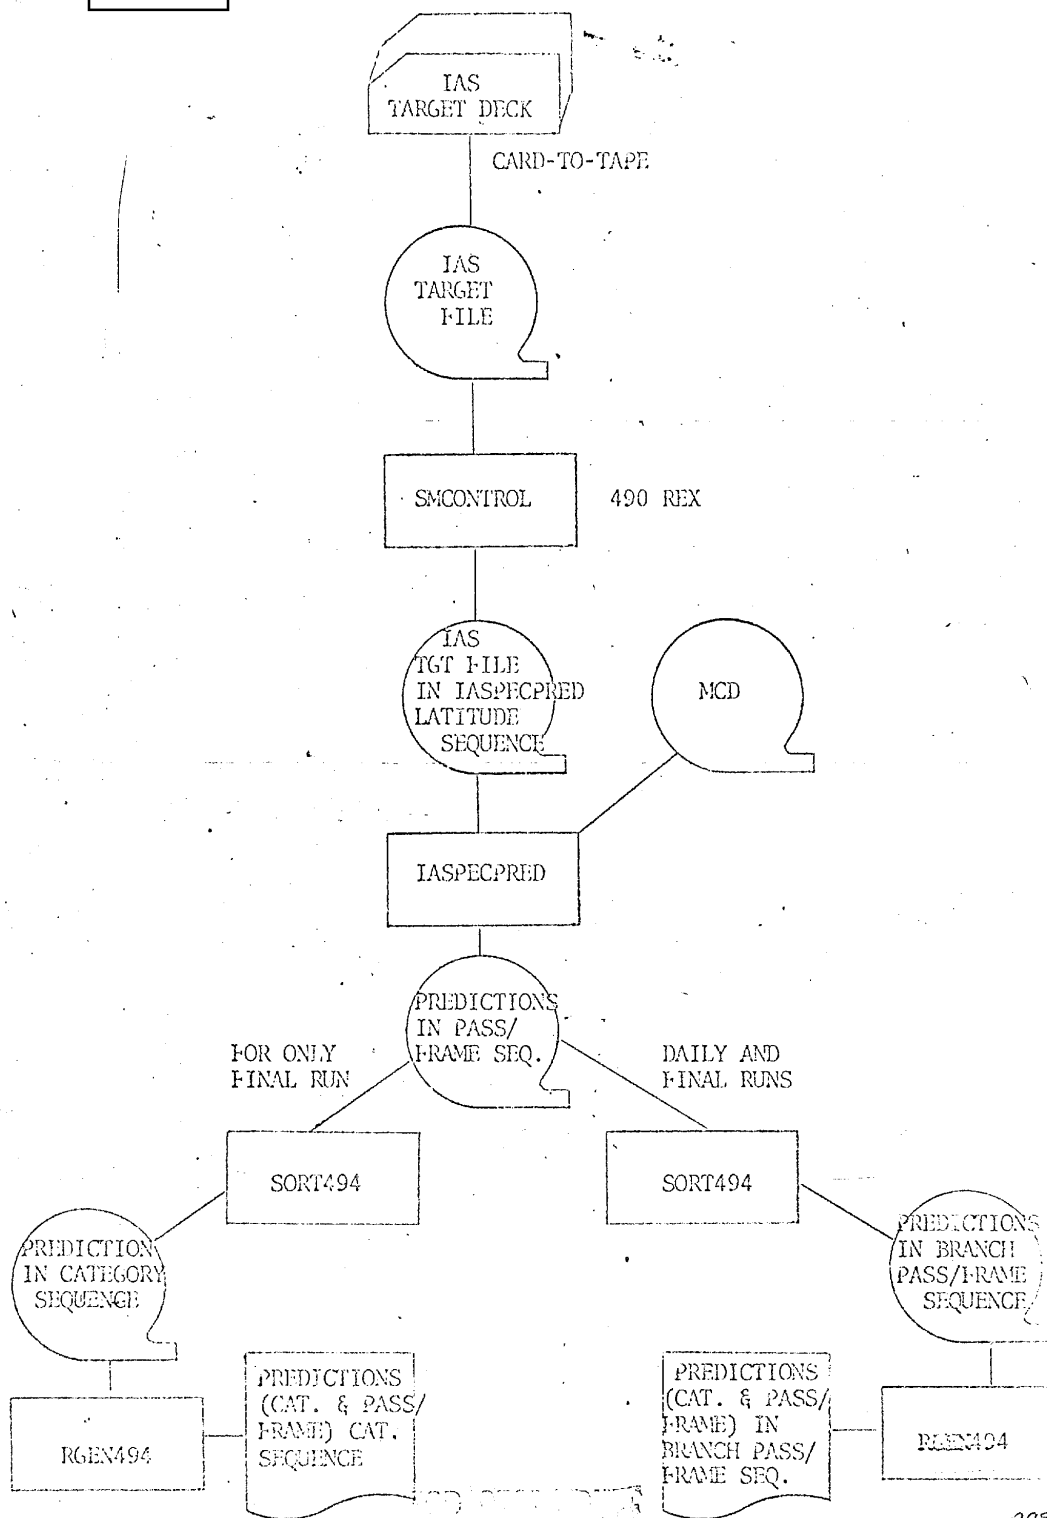 IAS
TARGET DECK
CARD-TO-TAPE
IAS
TARGET
FILE
SMCONTROL
490 REX
IAS
TGT FILE
IN IASPECPRED
LATITUDE
SEQUENCE
MCD
IASPECPRED
PREDICTIONS
IN PASS/
FRAME SEQ.
FOR ONLY
FINAL RUN
DAILY AND
FINAL RUNS
SORT494
SORT494
PREDICTION
IN CATEGORY
SEQUENCE
PREDICTIONS
IN BRANCH
PASS/FRAME
SEQUENCE
RGEN494
PREDICTIONS
(CAT. & PASS/
FRAME) CAT.
SEQUENCE
PREDICTIONS
(CAT. & PASS/
FRAME) IN
BRANCH PASS/
FRAME SEQ.
RGEN494